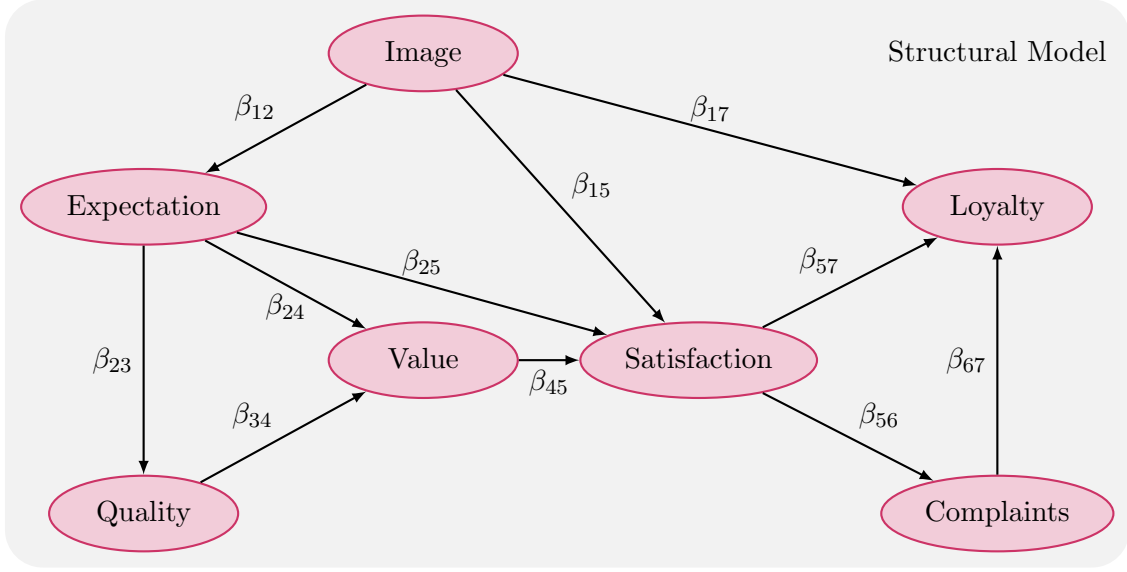 Image
Structural Model
β12
β17
β15
Expectation
Loyalty
β25
β57
β24
β23
Value
Satisfaction
β67
β45
β34
β56
Quality
Complaints